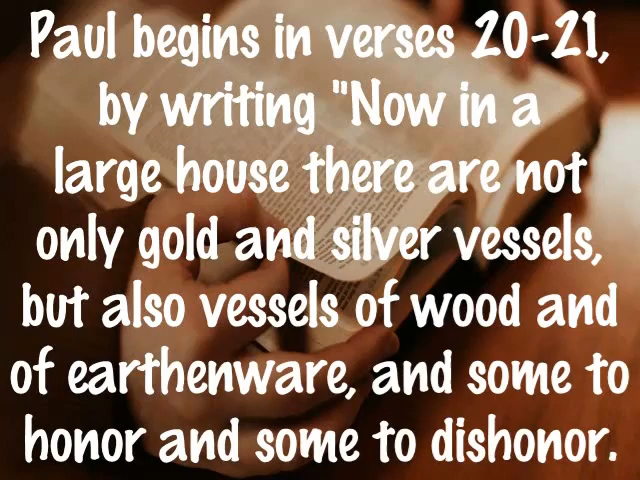 Paul begins in verses 20-21,
by writing "Now in a
large house there are not
only gold and silver vessels,
but also vessels of wood and
of earthenware, and some to
honor and some to dishonor.